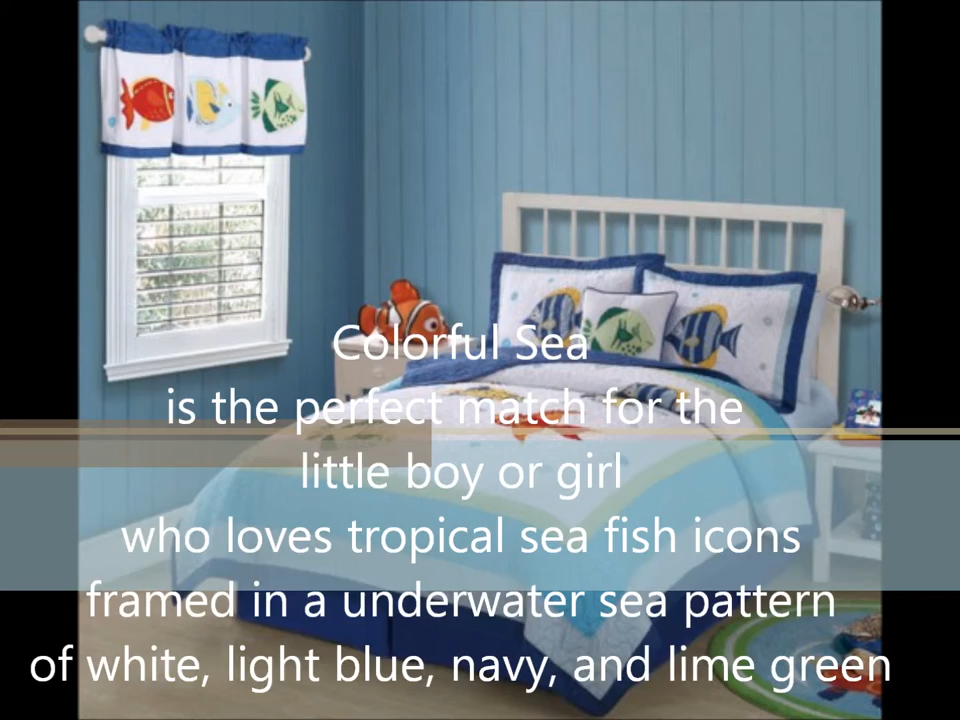 Colorful Sea
is the perfect match for the
little boy or girl
who loves tropical sea fish icons
framed in a underwater sea pattern
of white, light blue, navy, and lime green